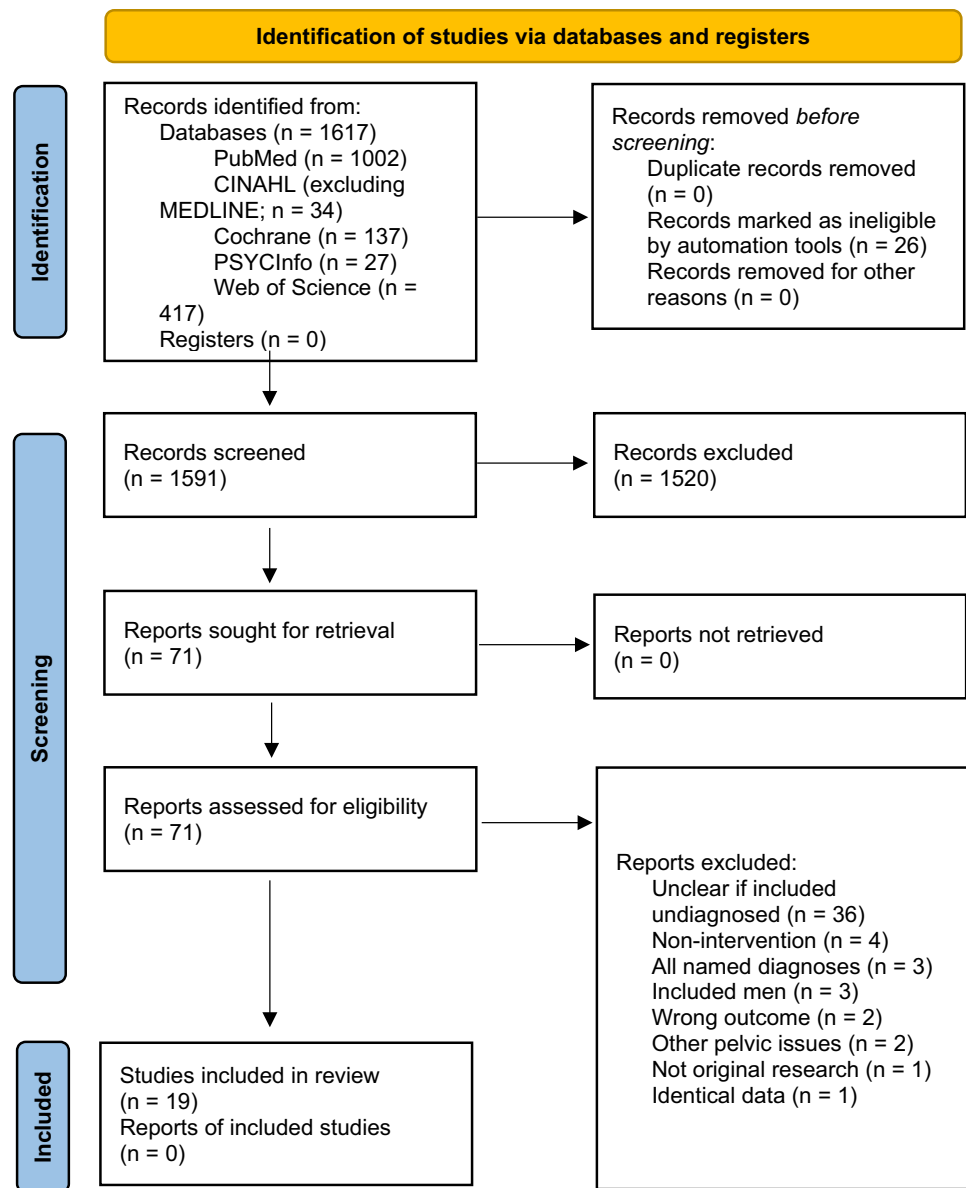 Identification of studies via databases and registers
Identification
Records identified from:
Databases (n = 1617)
PubMed (n = 1002)
CINAHL (excluding
MEDLINE; n = 34)
Cochrane (n = 137)
PSYCInfo (n = 27)
Web of Science (n =
417)
Registers (n = 0)
Records removed before
screening:
Duplicate records removed
(n = 0)
Records marked as ineligible
by automation tools (n = 26)
Records removed for other
reasons (n = 0)
Screening
Records screened
(n = 1591)
Records excluded
(n = 1520)
Reports sought for retrieval
(n = 71)
Reports not retrieved
(n = 0)
Reports assessed for eligibility
(n = 71)
Reports excluded:
Unclear if included
undiagnosed (n = 36)
Non-intervention (n = 4)
All named diagnoses (n = 3)
Included men (n = 3)
Wrong outcome (n = 2)
Other pelvic issues (n = 2)
Not original research (n = 1)
Identical data (n = 1)
Included
Studies included in review
(n = 19)
Reports of included studies
(n = 0)